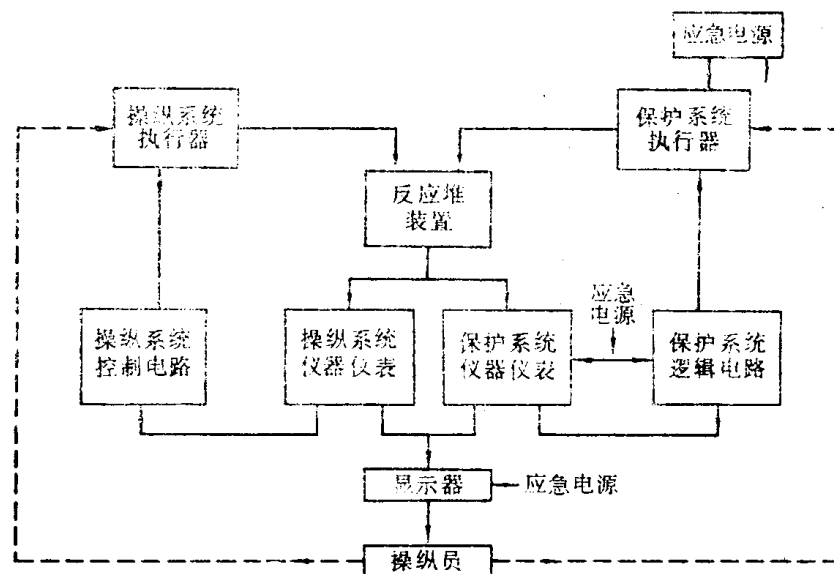 应急电源
操纵系统
执行器
保护系统
执行器
反应堆
装置
应急
电源
操纵系统
控制电路
操纵系统
仪器仪表
保护系统
仪器仪表
保护系统
逻辑电路
显示器
应急电源
操纵员